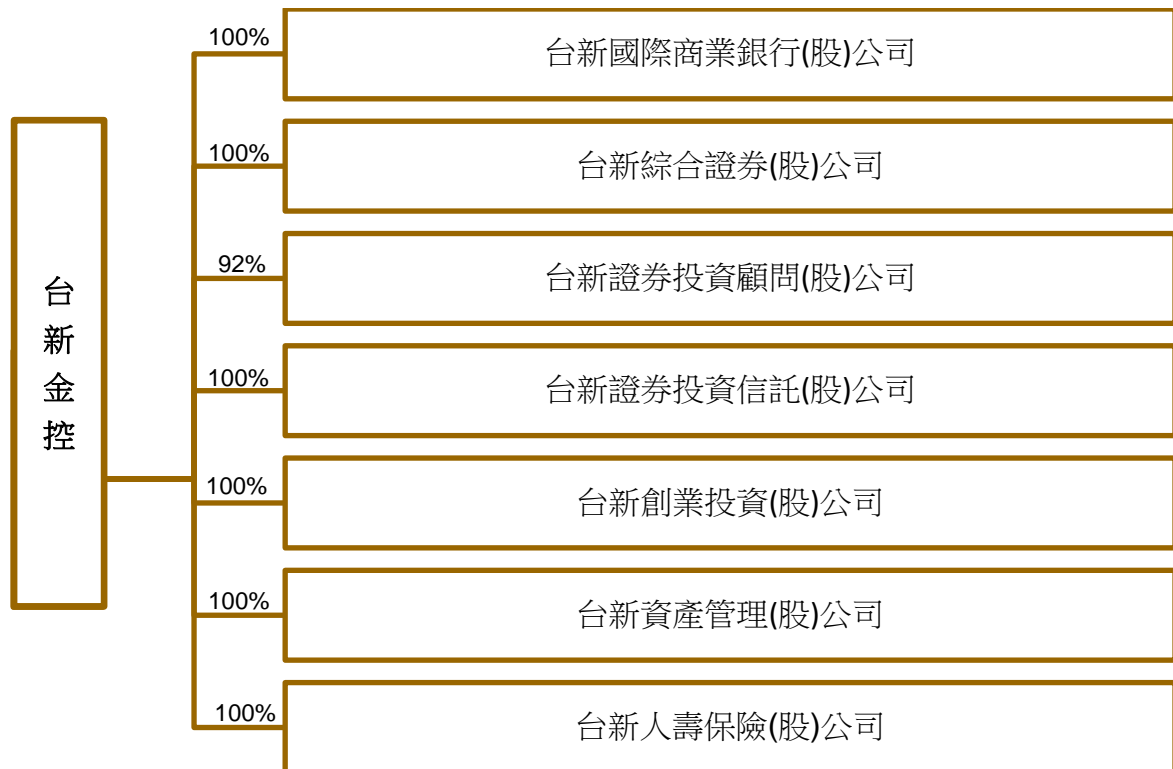 100%
台新國際商業銀行(股)公司
100%
台新綜合證券(股)公司
92%
台新證券投資顧問(股)公司
100%
台新證券投資信託(股)公司
100%
台新創業投資(股)公司
100%
台新資產管理(股)公司
100%
台新人壽保險(股)公司
台新金控